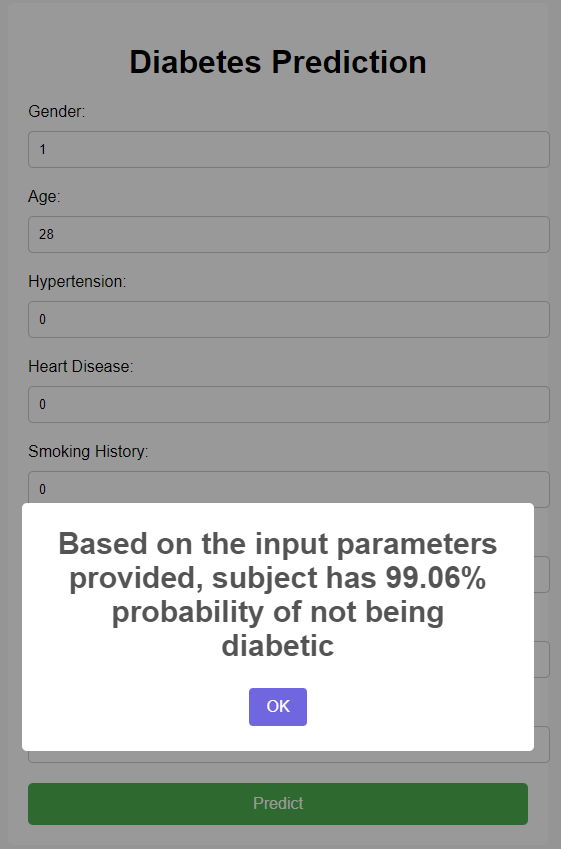 Diabetes Prediction
Gender:
1
Age:
28
Hypertension:
0
Heart Disease:
0
Smoking History:
0
Based on the input parameters
provided, subject has 99.06%
probability of not being
diabetic
OK
Predict